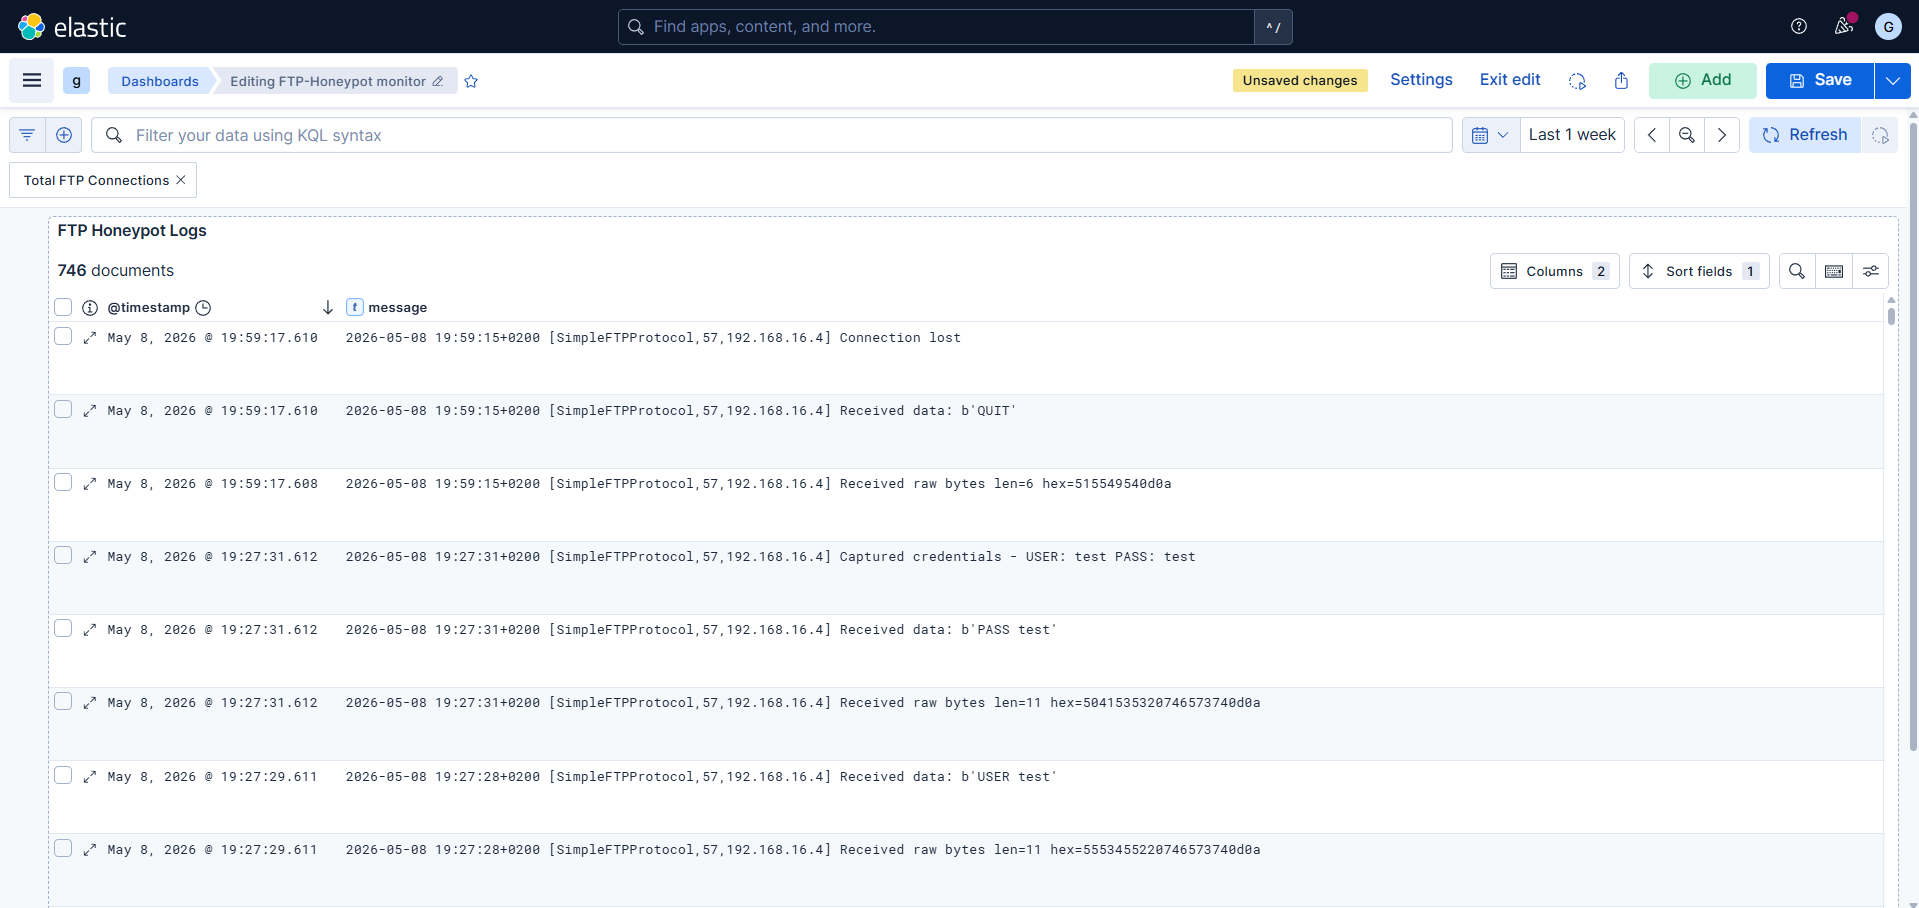 elastic
Find apps, content, and more.
^ /
G
g
Dashboards
Editing FTP-Honeypot monitor
Unsaved changes
Settings
Exit edit
Add
Save
Filter your data using KQL syntax
Last 1 week
Refresh
Total FTP Connections
FTP Honeypot Logs
746 documents
Columns 2
Sort fields 1
@timestamp
t message
May 8, 2026 @ 19:59:17.610 2026-05-08 19:59:15+0200 [SimpleFTPProtocol,57,192.168.16.4] Connection lost
May 8, 2026 @ 19:59:17.610 2026-05-08 19:59:15+0200 [SimpleFTPProtocol,57,192.168.16.4] Received data: b'QUIT'
May 8, 2026 @ 19:59:17.608 2026-05-08 19:59:15+0200 [SimpleFTPProtocol,57,192.168.16.4] Received raw bytes len=6 hex=515549540d0a
May 8, 2026 @ 19:27:31.612 2026-05-08 19:27:31+0200 [SimpleFTPProtocol,57,192.168.16.4] Captured credentials - USER: test PASS: test
May 8, 2026 @ 19:27:31.612 2026-05-08 19:27:31+0200 [SimpleFTPProtocol,57,192.168.16.4] Received data: b'PASS test'
May 8, 2026 @ 19:27:31.612 2026-05-08 19:27:31+0200 [SimpleFTPProtocol,57,192.168.16.4] Received raw bytes len=11 hex=5041535320746573740d0a
May 8, 2026 @ 19:27:29.611 2026-05-08 19:27:28+0200 [SimpleFTPProtocol,57,192.168.16.4] Received data: b'USER test'
May 8, 2026 @ 19:27:29.611 2026-05-08 19:27:28+0200 [SimpleFTPProtocol,57,192.168.16.4] Received raw bytes len=11 hex=5553455220746573740d0a